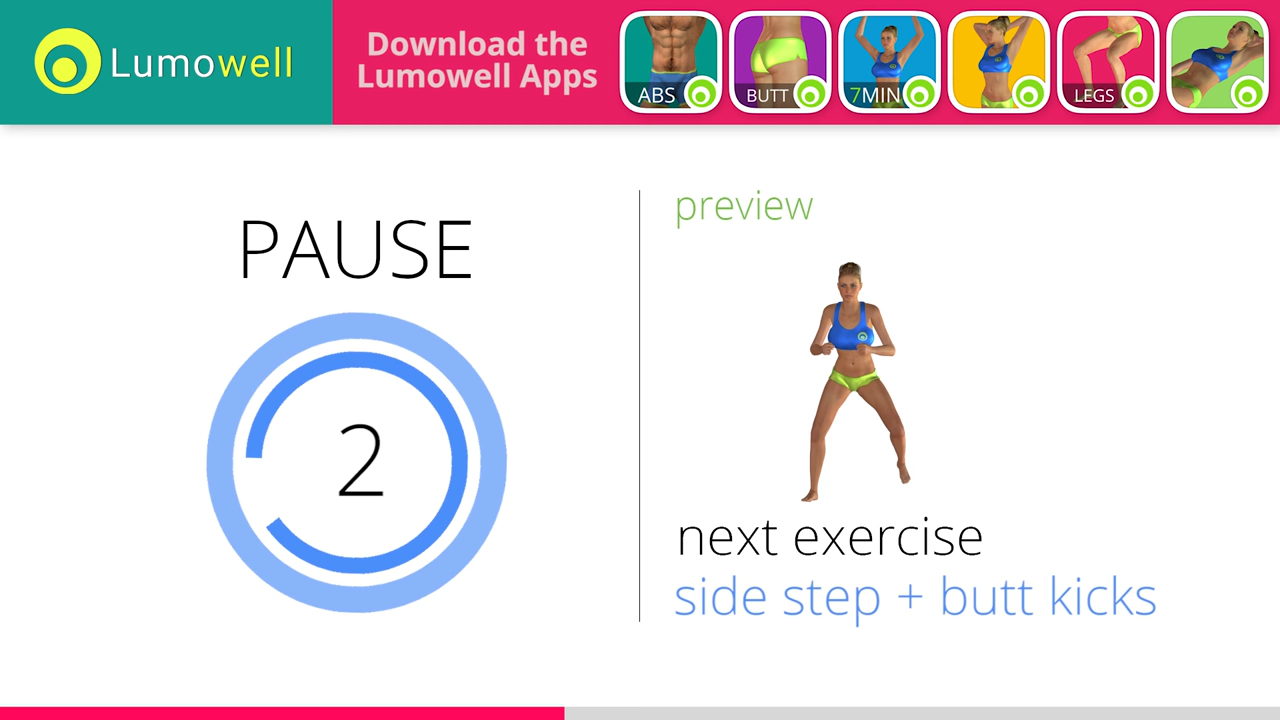 Lumowell
Download the
Lumowell Apps
ABS
BUTT
7MIN
LEGS
PAUSE
2
preview
next exercise
side step + butt kicks